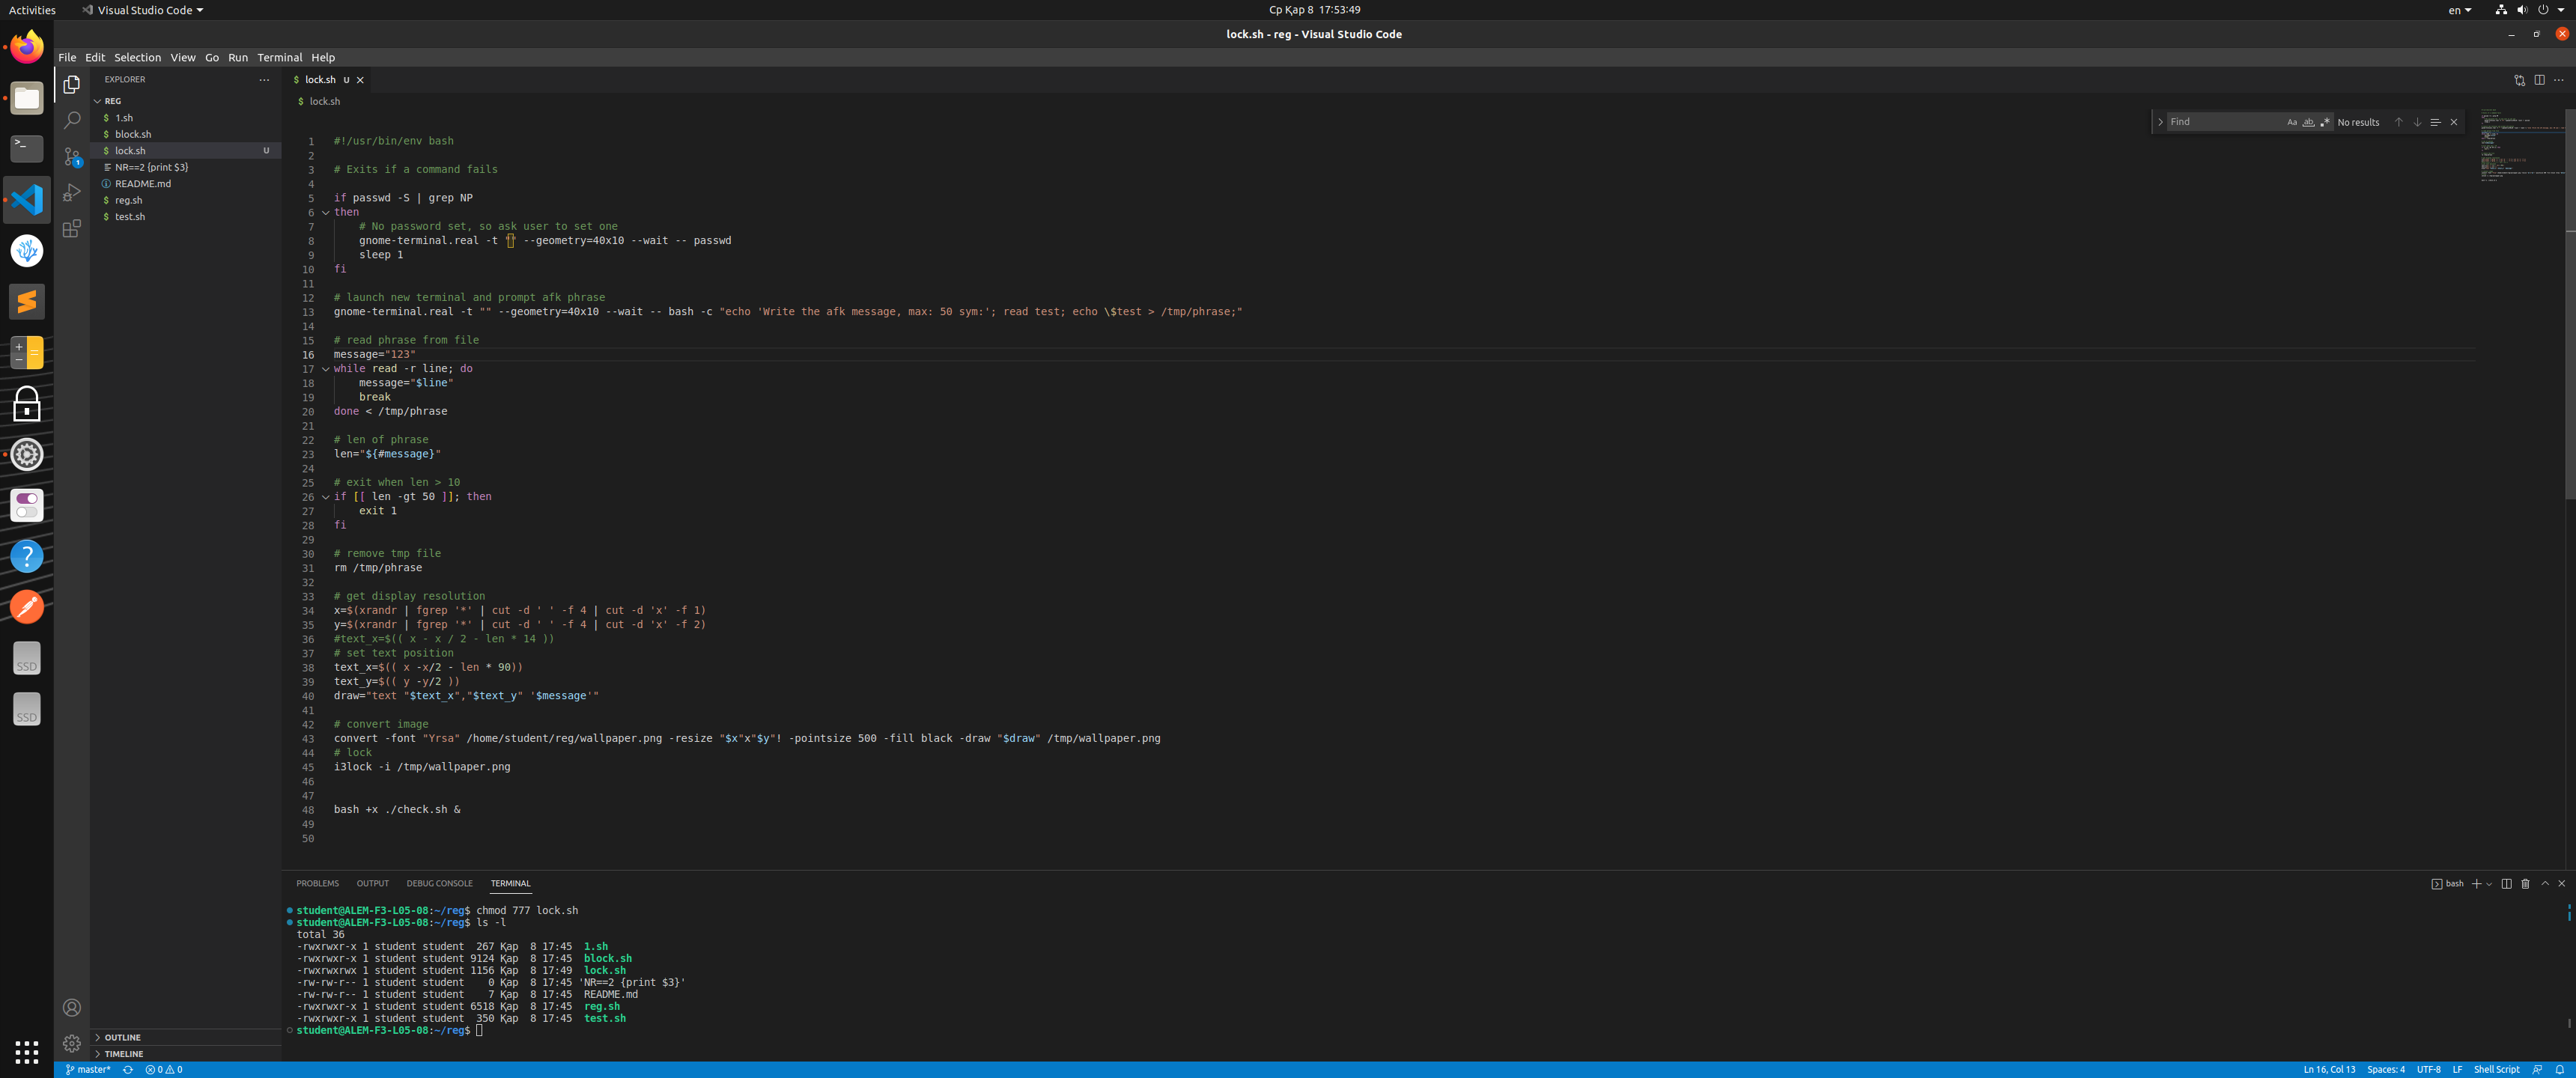 Activities Visual Studio Code Ср Қар 8 17:53:49 en
lock.sh - reg - Visual Studio Code
File Edit Selection View Go Run Terminal Help
EXPLORER
REG
$ 1.sh
$ block.sh
$ lock.sh U
NR==2 {print $3}
README.md
$ reg.sh
$ test.sh
OUTLINE
TIMELINE
$ lock.sh U
$ lock.sh
Find Aa ab .* No results
1 #!/usr/bin/env bash
2
3 # Exits if a command fails
4
5 if passwd -S | grep NP
6 then
7 # No password set, so ask user to set one
8 gnome-terminal.real -t "" --geometry=40x10 --wait -- passwd
9 sleep 1
10 fi
11
12 # launch new terminal and prompt afk phrase
13 gnome-terminal.real -t "" --geometry=40x10 --wait -- bash -c "echo 'Write the afk message, max: 50 sym:'; read test; echo \$test > /tmp/phrase;"
14
15 # read phrase from file
16 message="123"
17 while read -r line; do
18 message="$line"
19 break
20 done < /tmp/phrase
21
22 # len of phrase
23 len="${#message}"
24
25 # exit when len > 10
26 if [[ len -gt 50 ]]; then
27 exit 1
28 fi
29
30 # remove tmp file
31 rm /tmp/phrase
32
33 # get display resolution
34 x=$(xrandr | fgrep '*' | cut -d ' ' -f 4 | cut -d 'x' -f 1)
35 y=$(xrandr | fgrep '*' | cut -d ' ' -f 4 | cut -d 'x' -f 2)
36 #text_x=$(( x - x / 2 - len * 14 ))
37 # set text position
38 text_x=$(( x -x/2 - len * 90))
39 text_y=$(( y -y/2 ))
40 draw="text "$text_x","$text_y" '$message'"
41
42 # convert image
43 convert -font "Yrsa" /home/student/reg/wallpaper.png -resize "$x"x"$y"! -pointsize 500 -fill black -draw "$draw" /tmp/wallpaper.png
44 # lock
45 i3lock -i /tmp/wallpaper.png
46
47
48 bash +x ./check.sh &
49
50
PROBLEMS OUTPUT DEBUG CONSOLE TERMINAL bash
student@ALEM-F3-L05-08:~/reg$ chmod 777 lock.sh
student@ALEM-F3-L05-08:~/reg$ ls -l
total 36
-rwxrwxr-x 1 student student 267 Қар 8 17:45 1.sh
-rwxrwxr-x 1 student student 9124 Қар 8 17:45 block.sh
-rwxrwxrwx 1 student student 1156 Қар 8 17:49 lock.sh
-rw-rw-r-- 1 student student 0 Қар 8 17:45 'NR==2 {print $3}'
-rw-rw-r-- 1 student student 7 Қар 8 17:45 README.md
-rwxrwxr-x 1 student student 6518 Қар 8 17:45 reg.sh
-rwxrwxr-x 1 student student 350 Қар 8 17:45 test.sh
student@ALEM-F3-L05-08:~/reg$
SSD
SSD
master* 0 0 Ln 16, Col 13 Spaces: 4 UTF-8 LF Shell Script